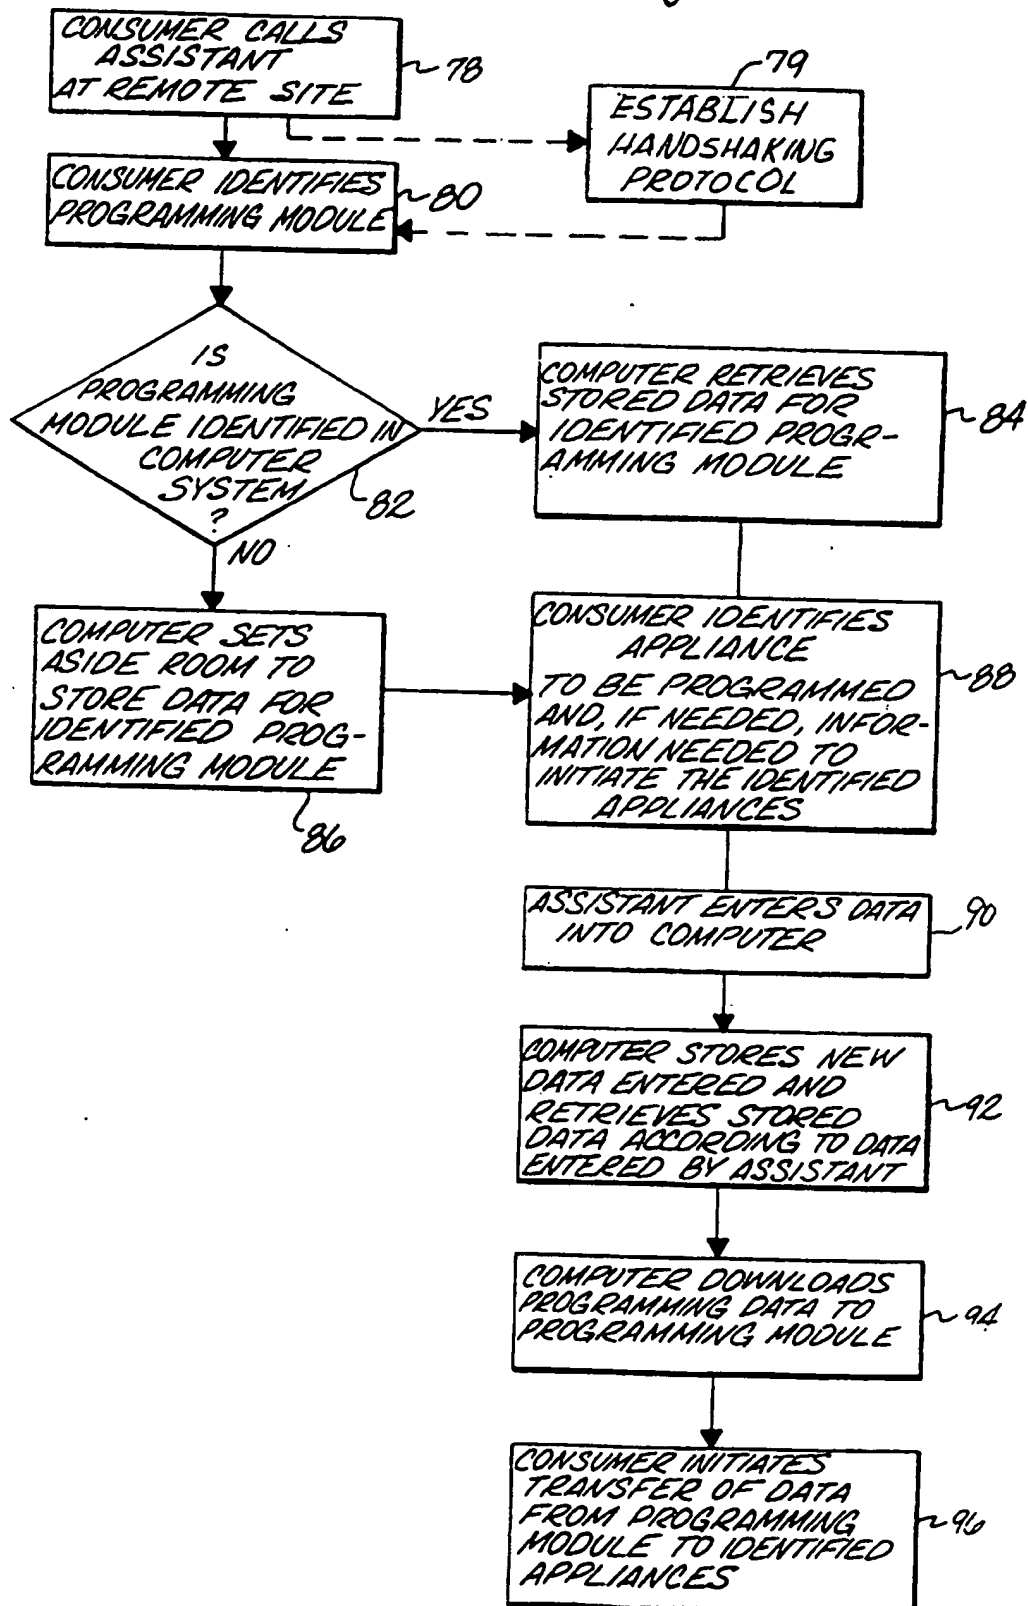 CONSUMER CALLS
ASSISTANT
AT REMOTE SITE
78
79
ESTABLISH
HANDSHAKING
PROTOCOL
CONSUMER IDENTIFIES
PROGRAMMING MODULE
80
IS
PROGRAMMING
MODULE IDENTIFIED IN
COMPUTER
SYSTEM
?
82
YES
NO
COMPUTER RETRIEVES
STORED DATA FOR
IDENTIFIED PROGR-
AMMING MODULE
84
COMPUTER SETS
ASIDE ROOM TO
STORE DATA FOR
IDENTIFIED PROG-
RAMMING MODULE
86
CONSUMER IDENTIFIES
APPLIANCE
TO BE PROGRAMMED
AND, IF NEEDED, INFOR-
MATION NEEDED TO
INITIATE THE IDENTIFIED
APPLIANCES
88
ASSISTANT ENTERS DATA
INTO COMPUTER
90
COMPUTER STORES NEW
DATA ENTERED AND
RETRIEVES STORED
DATA ACCORDING TO DATA
ENTERED BY ASSISTANT
92
COMPUTER DOWNLOADS
PROGRAMMING DATA TO
PROGRAMMING MODULE
94
CONSUMER INITIATES
TRANSFER OF DATA
FROM PROGRAMMING
MODULE TO IDENTIFIED
APPLIANCES
96